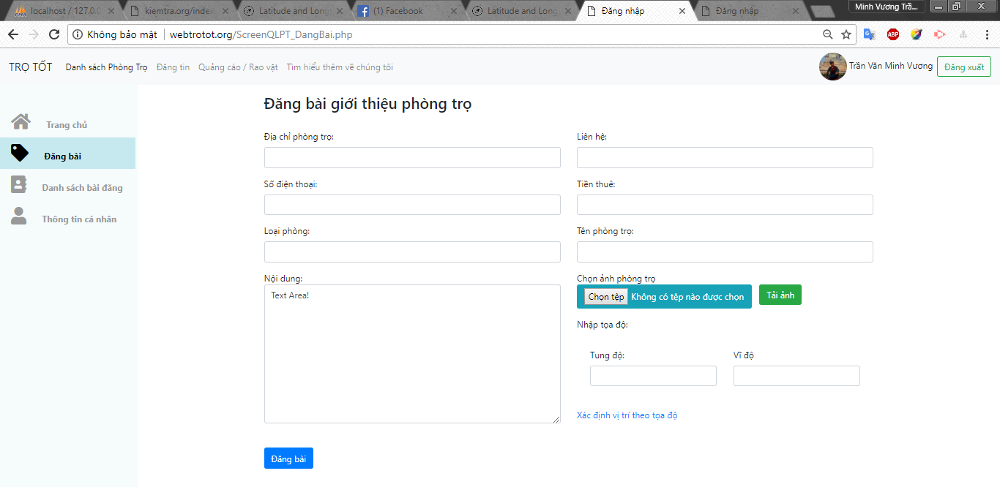 localhost / 127.0.0
kiemtra.org/index
Latitude and Long
(1) Facebook
Latitude and Long
Đăng nhập
Đăng nhập
Minh Vương Trầ...
Không bảo mật
webtrotot.org/ScreenQLPT_DangBai.php
ABP
TRỌ TỐT
Danh sách Phòng Trọ
Đăng tin
Quảng cáo / Rao vặt
Tìm hiểu thêm về chúng tôi
Trần Văn Minh Vương
Đăng xuất
Trang chủ
Đăng bài
Danh sách bài đăng
Thông tin cá nhân
Đăng bài giới thiệu phòng trọ
Địa chỉ phòng trọ:
Liên hệ:
Số điện thoại:
Tiền thuê:
Loại phòng:
Tên phòng trọ:
Nội dung:
Text Area!
Chọn ảnh phòng trọ
Chọn tệp Không có tệp nào được chọn
Tải ảnh
Nhập tọa độ:
Tung độ:
Vĩ độ
Xác định vị trí theo tọa độ
Đăng bài